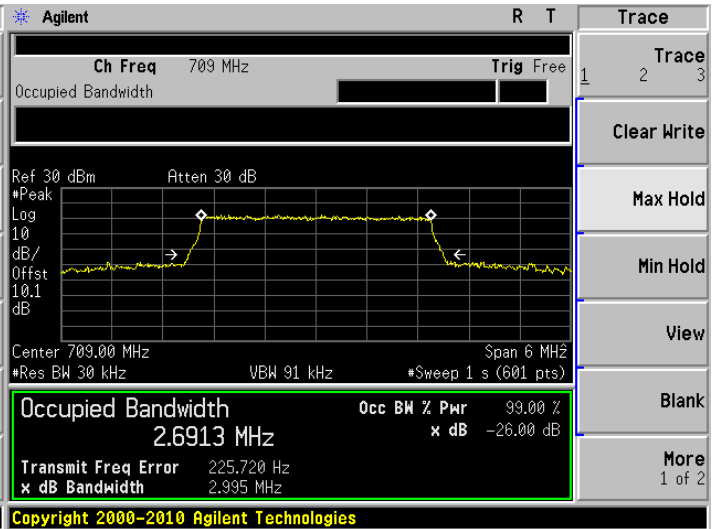 Agilent R T Trace
Ch Freq 709 MHz Trig Free
Occupied Bandwidth
Trace
1 2 3
Clear Write
Ref 30 dBm Atten 30 dB
#Peak
Log
10
dB/
Offst
10.1
dB
Max Hold
Min Hold
View
Center 709.00 MHz Span 6 MHz
#Res BW 30 kHz VBW 91 kHz #Sweep 1 s (601 pts)
Occupied Bandwidth Occ BW % Pwr 99.00 %
2.6913 MHz x dB -26.00 dB
Transmit Freq Error 225.720 Hz
x dB Bandwidth 2.995 MHz
Blank
More
1 of 2
Copyright 2000-2010 Agilent Technologies